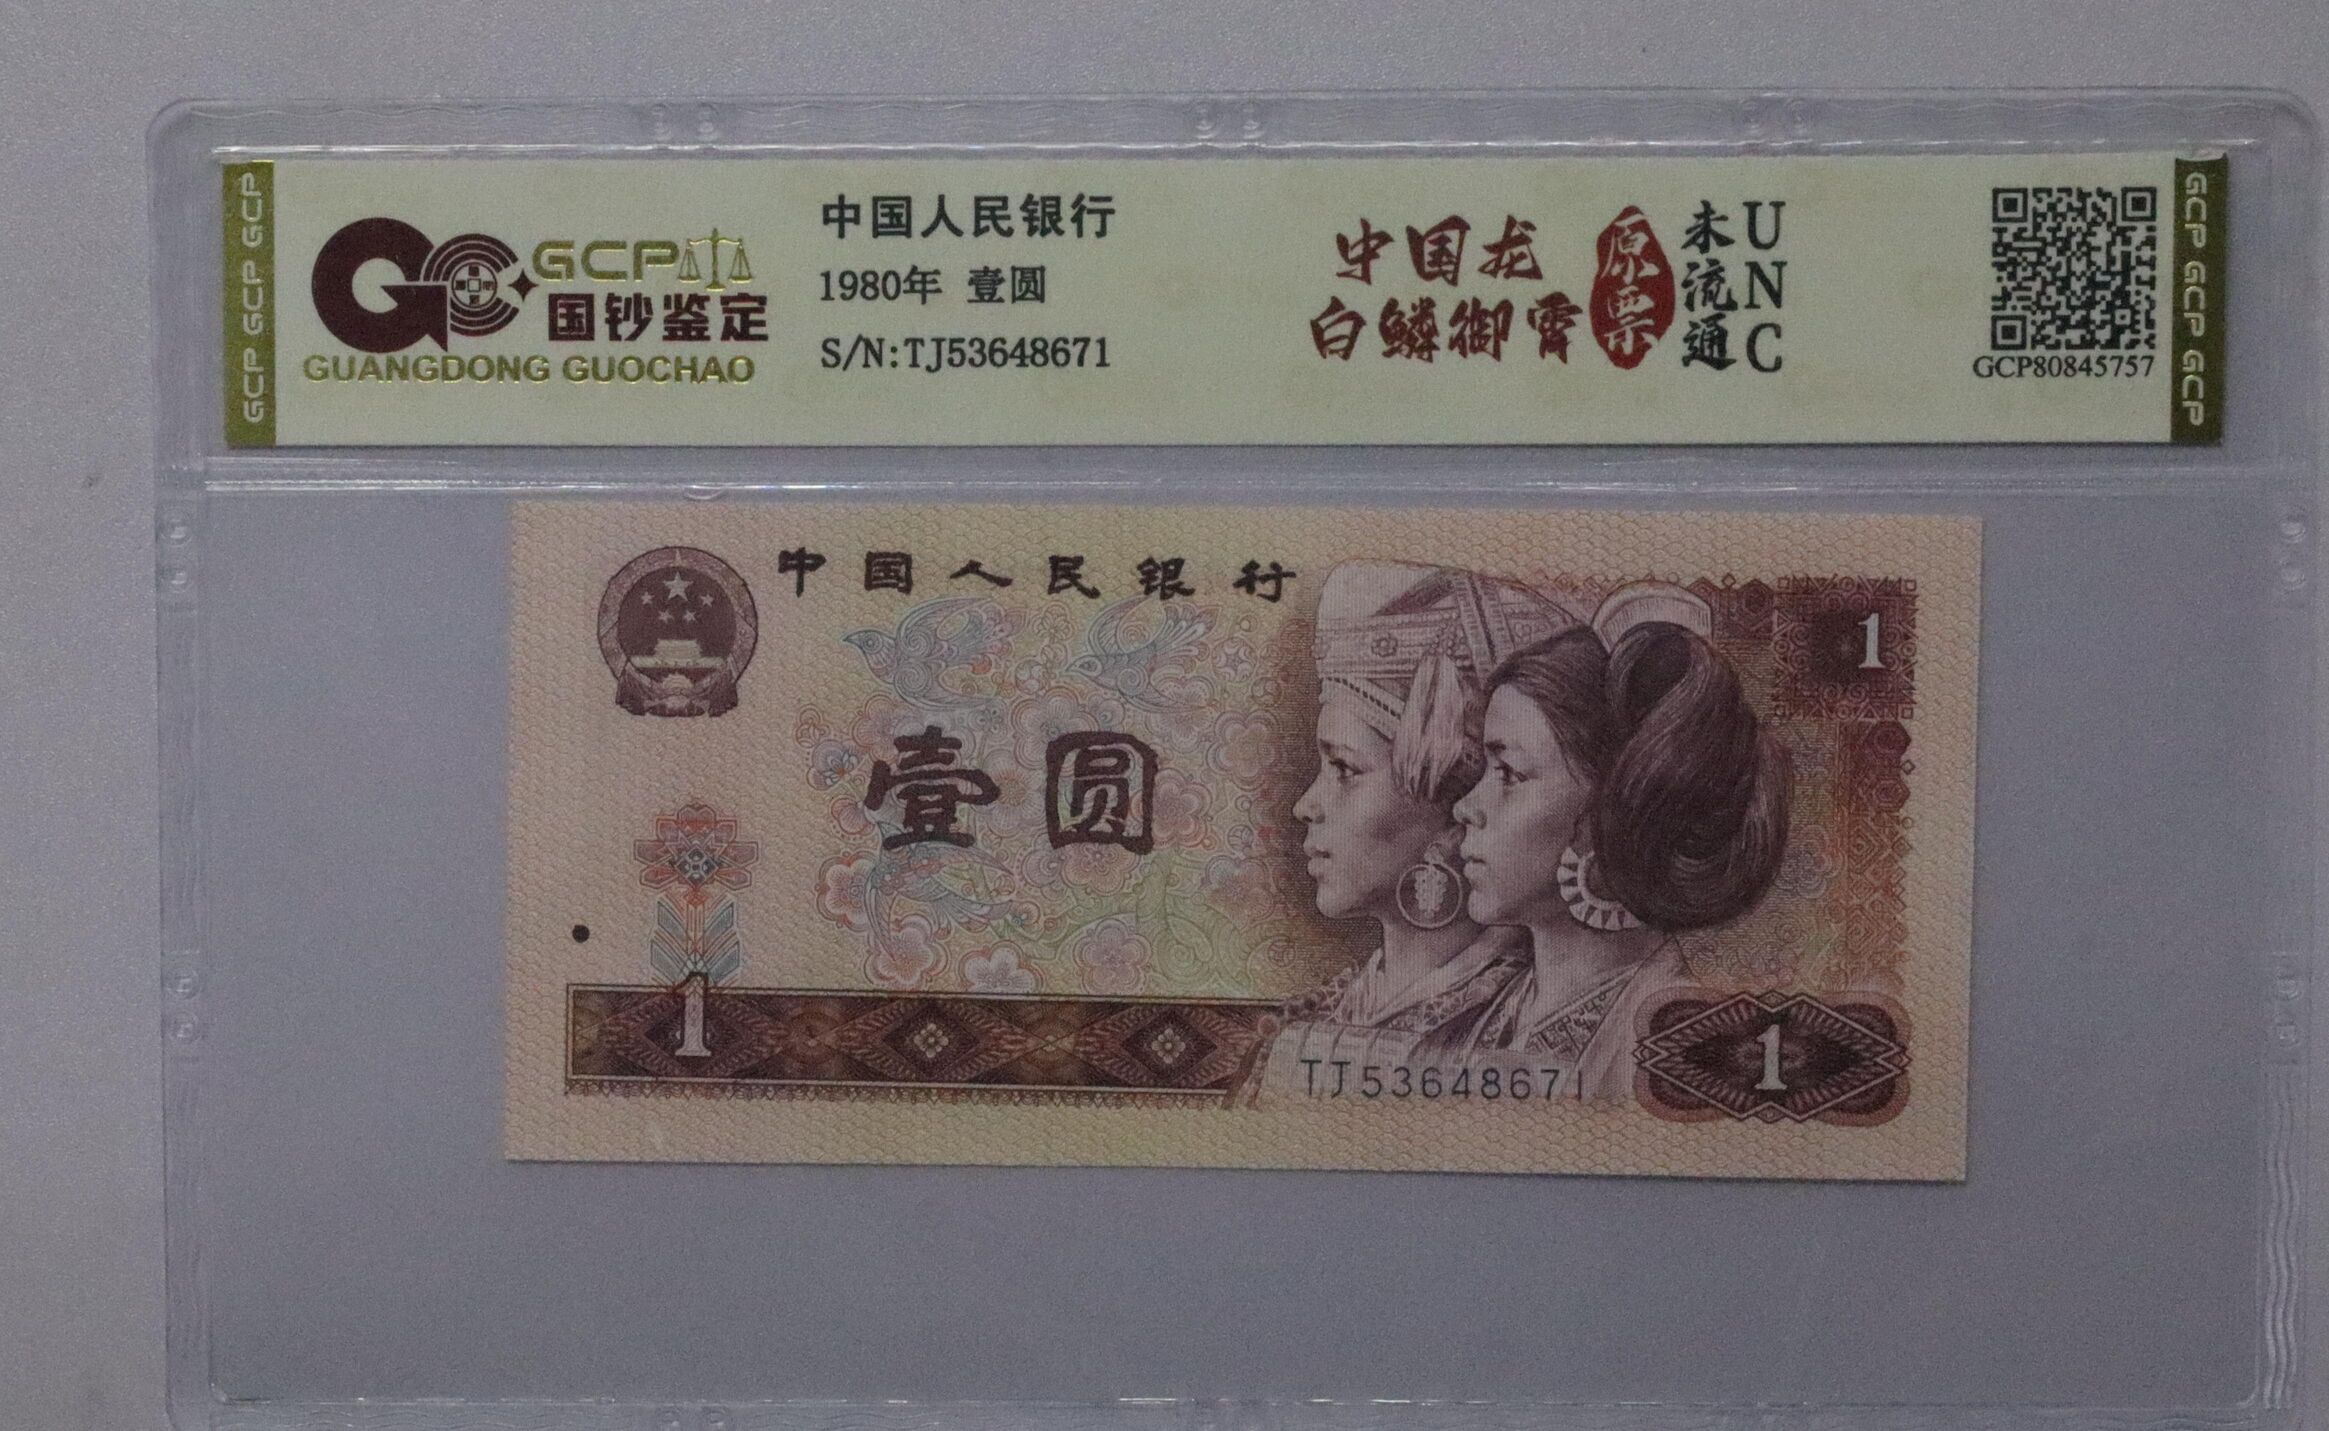 GCP GCP GCP
GCP
国钞鉴定
GUANGDONG GUOCHAO
中国人民银行
1980年 壹圆
S/N:TJ53648671
中国龙
白鳞御霄
原票
未流通
UNC
GCP80845757
GCP GCP GCP
中国人民银行
1
壹圆
1
TJ53648671
1